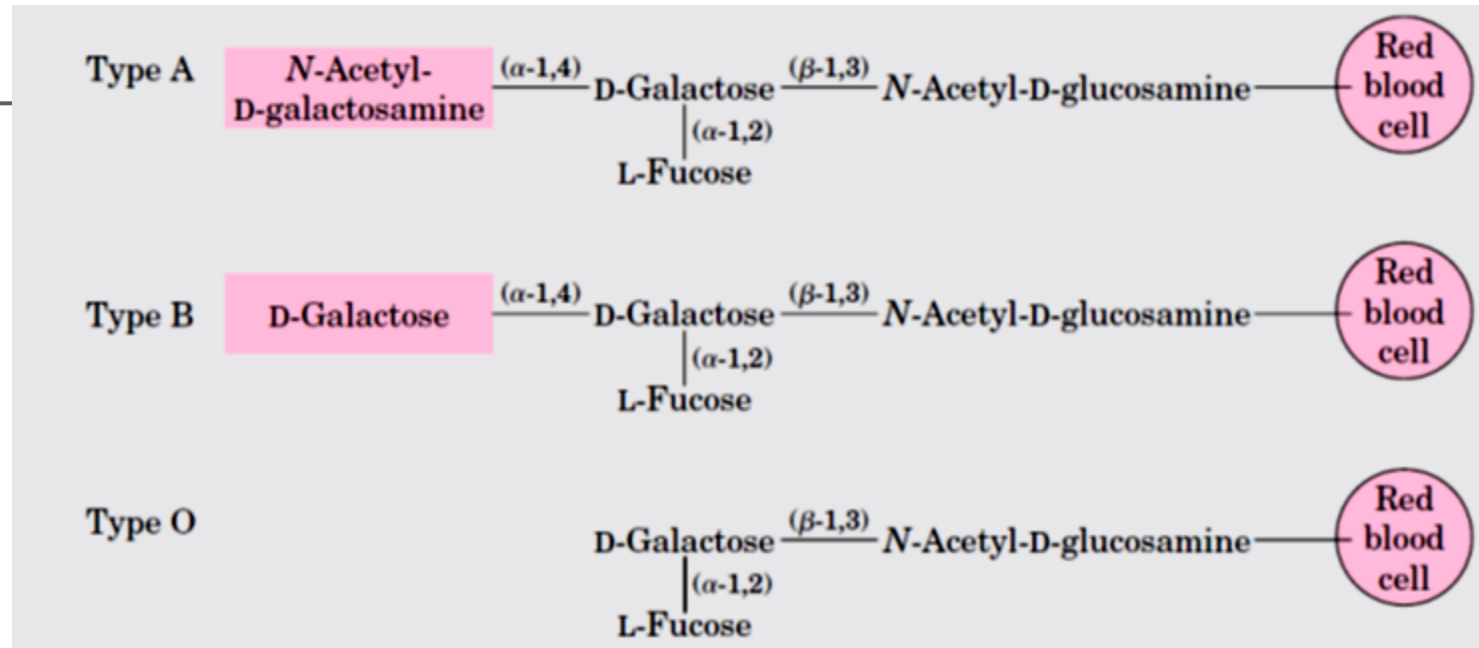 Type A
N-Acetyl-
D-galactosamine
(α-1,4)
D-Galactose
(β-1,3)
N-Acetyl-D-glucosamine
Red
blood
cell
(α-1,2)
L-Fucose
Type B
D-Galactose
(α-1,4)
D-Galactose
(β-1,3)
N-Acetyl-D-glucosamine
Red
blood
cell
(α-1,2)
L-Fucose
Type O
D-Galactose
(β-1,3)
N-Acetyl-D-glucosamine
Red
blood
cell
(α-1,2)
L-Fucose